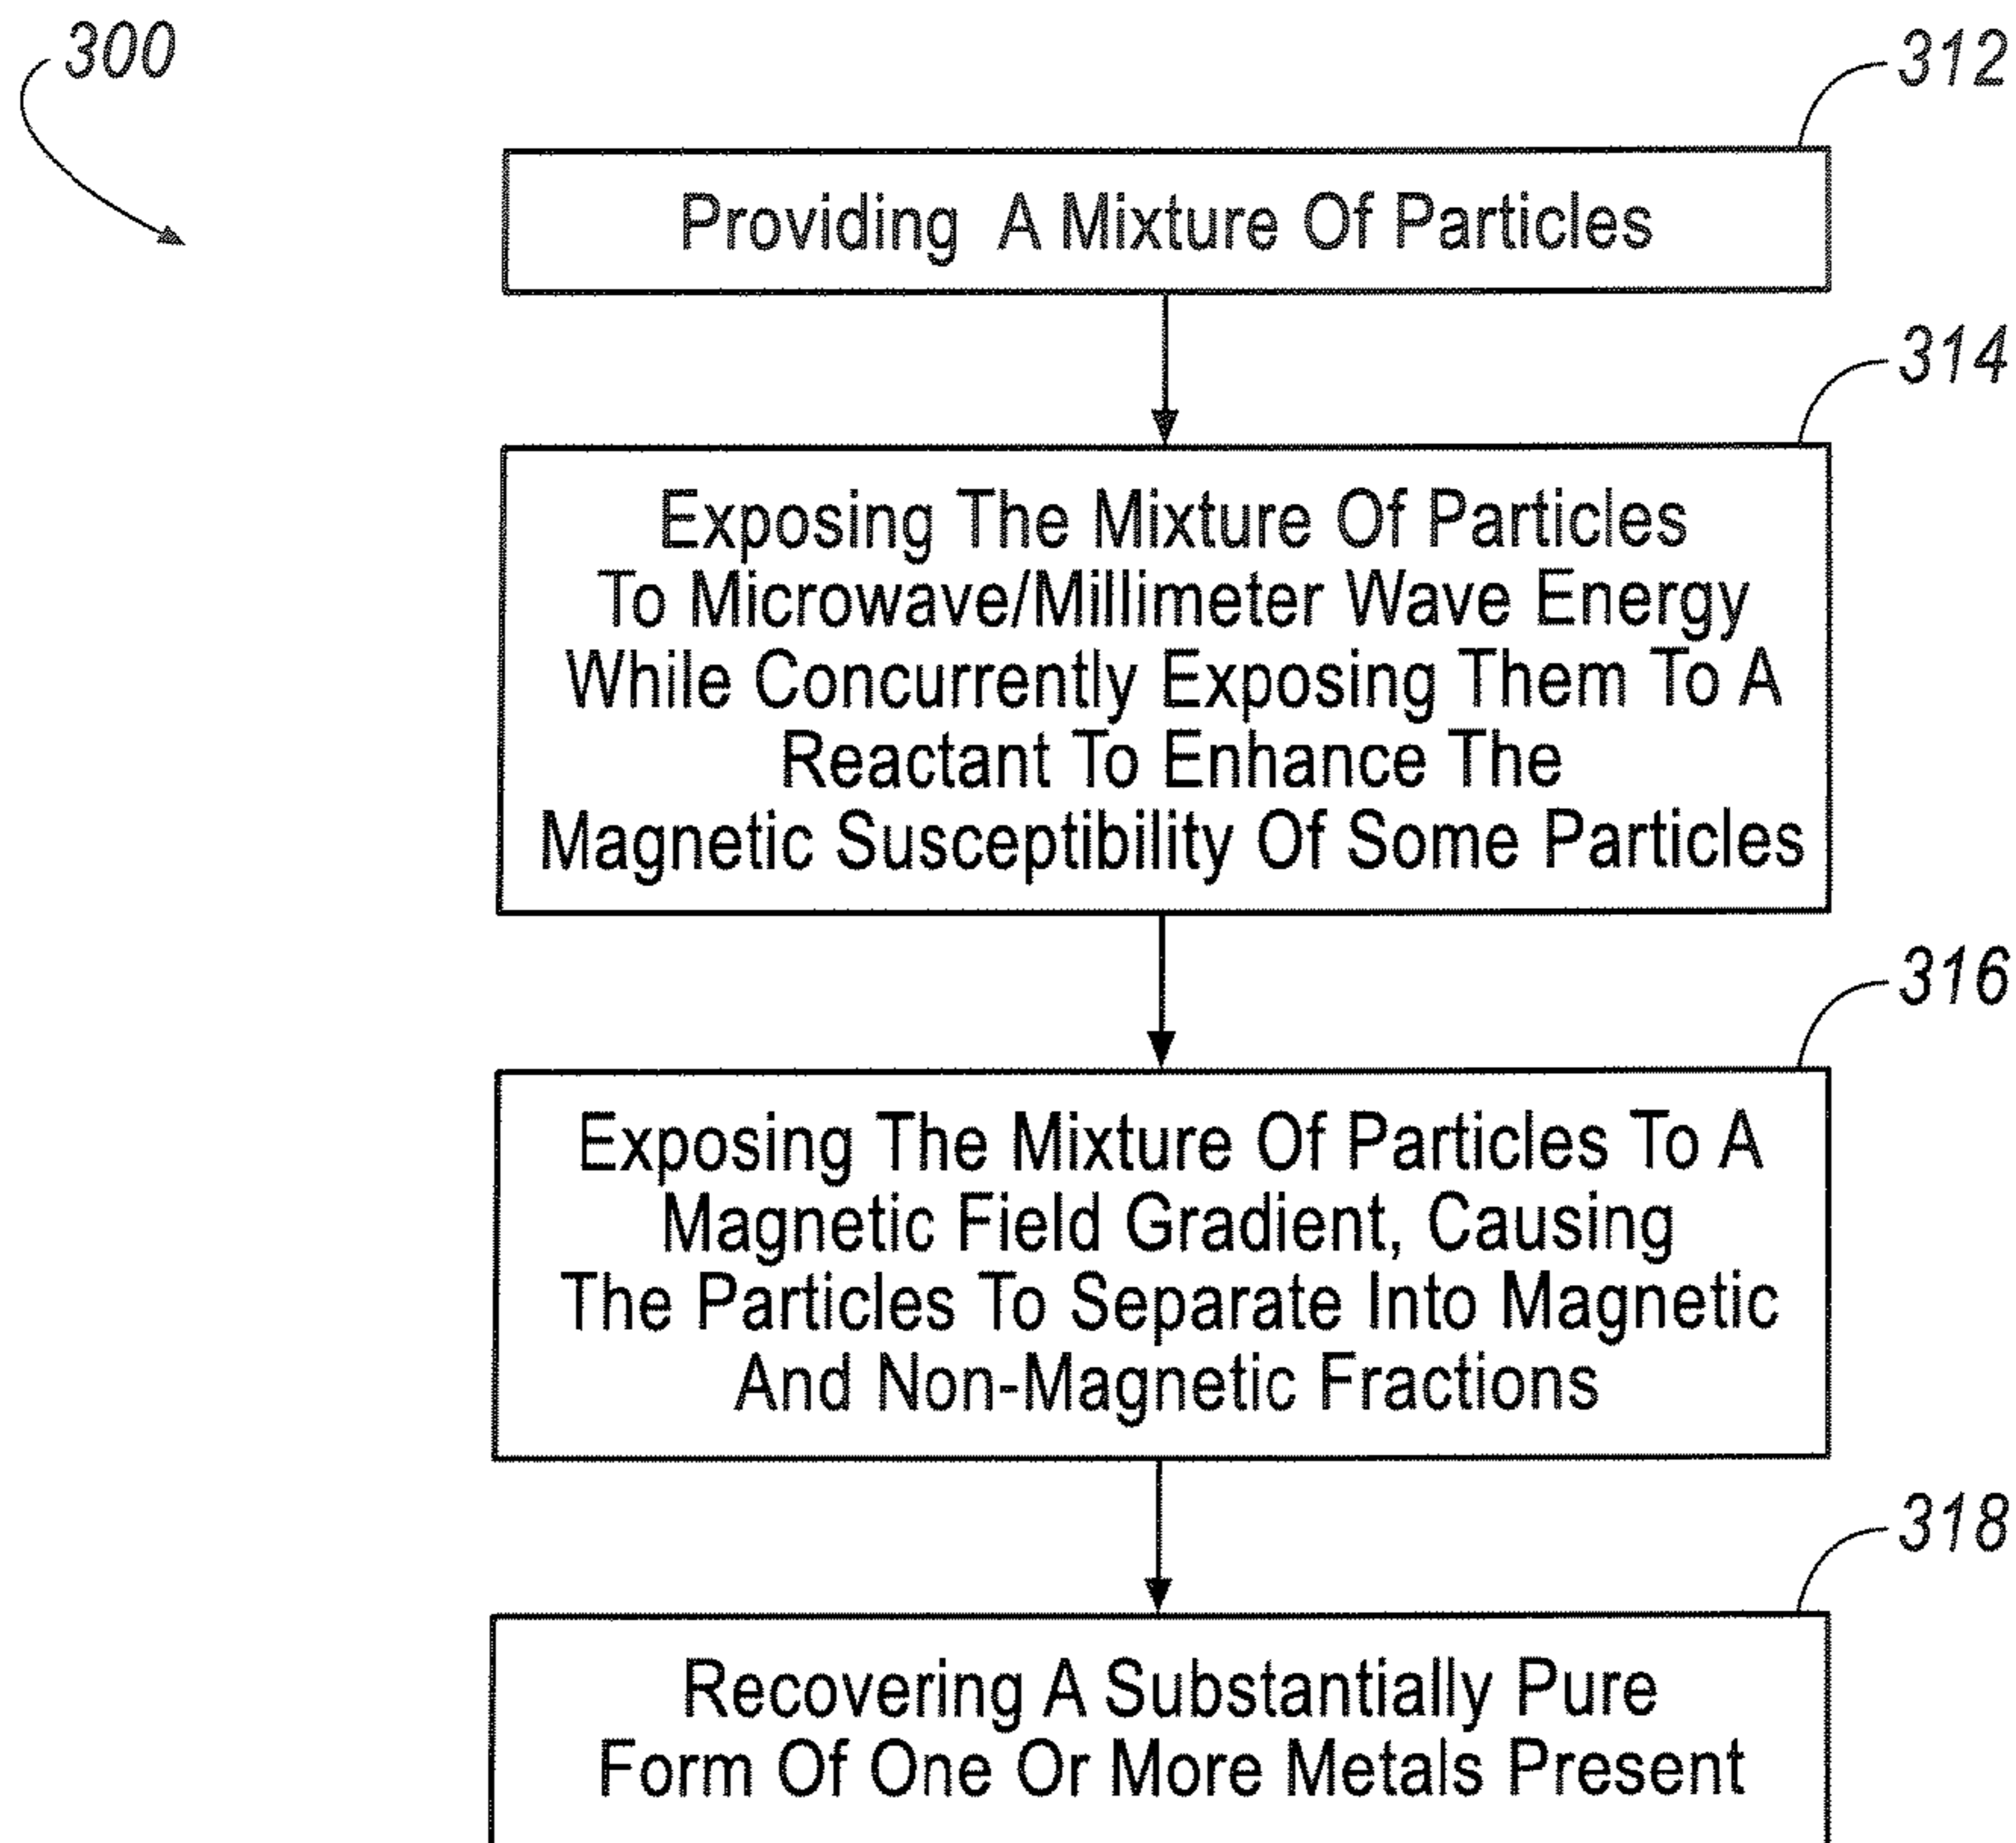 300
312
Providing A Mixture Of Particles
314
Exposing The Mixture Of Particles
To Microwave/Millimeter Wave Energy
While Concurrently Exposing Them To A
Reactant To Enhance The
Magnetic Susceptibility Of Some Particles
316
Exposing The Mixture Of Particles To A
Magnetic Field Gradient, Causing
The Particles To Separate Into Magnetic
And Non-Magnetic Fractions
318
Recovering A Substantially Pure
Form Of One Or More Metals Present